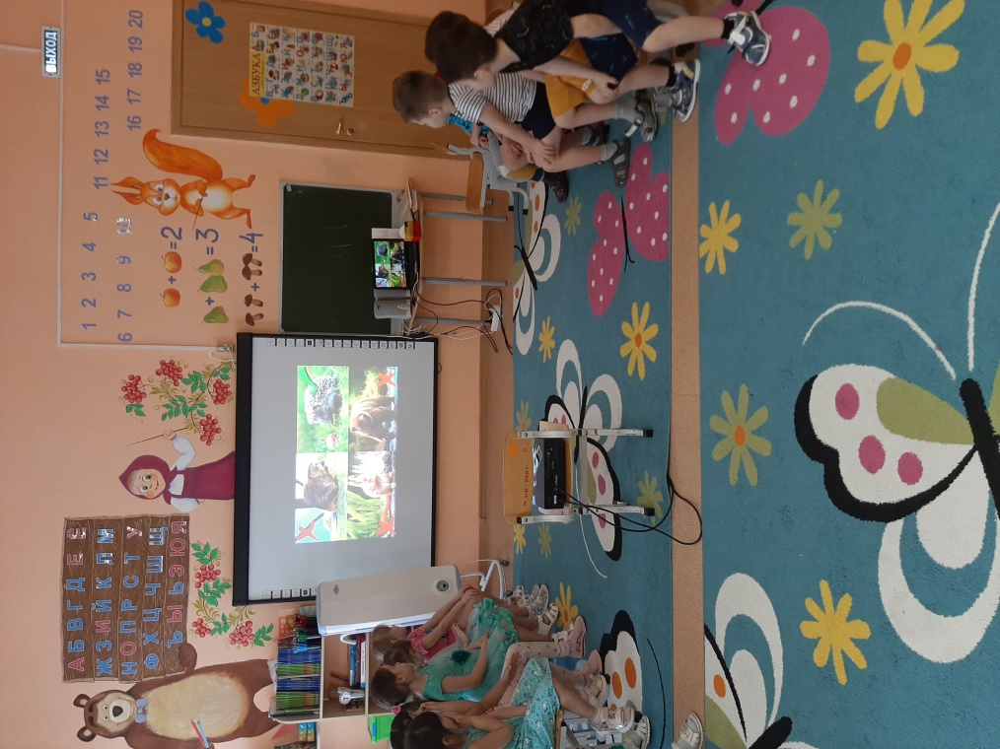 ВЫХОД
А Б В Г Д Е Ё
Ж З И Й К Л М
Н О П Р С Т У
Ф Х Ц Ч Ш Щ
Ъ Ы Ь Э Ю Я
1 2 3 4 5
6 7 8 9 10
11 12 13 14 15
16 17 18 19 20
+ =2
+ =3
+ =4
АЗБУКА